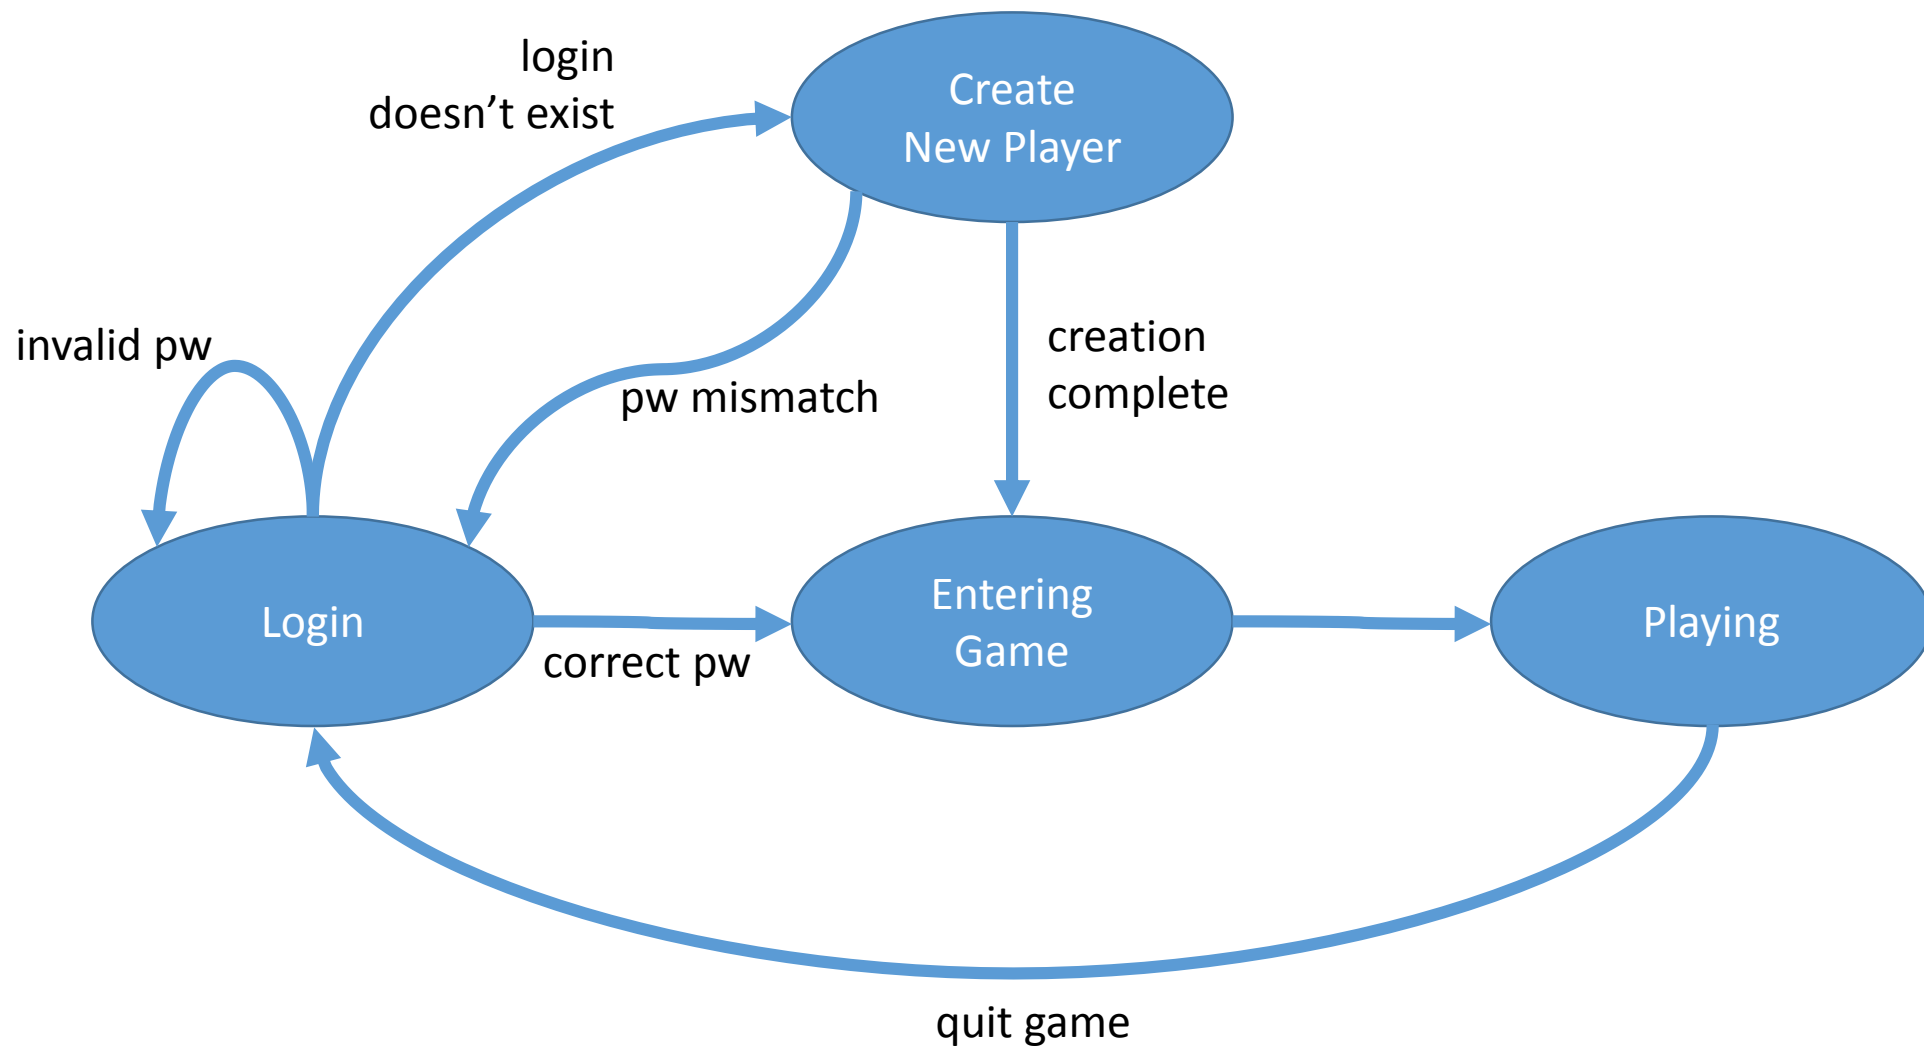 login
doesn’t exist
Create
New Player
invalid pw
pw mismatch
creation
complete
Login
correct pw
Entering
Game
Playing
quit game